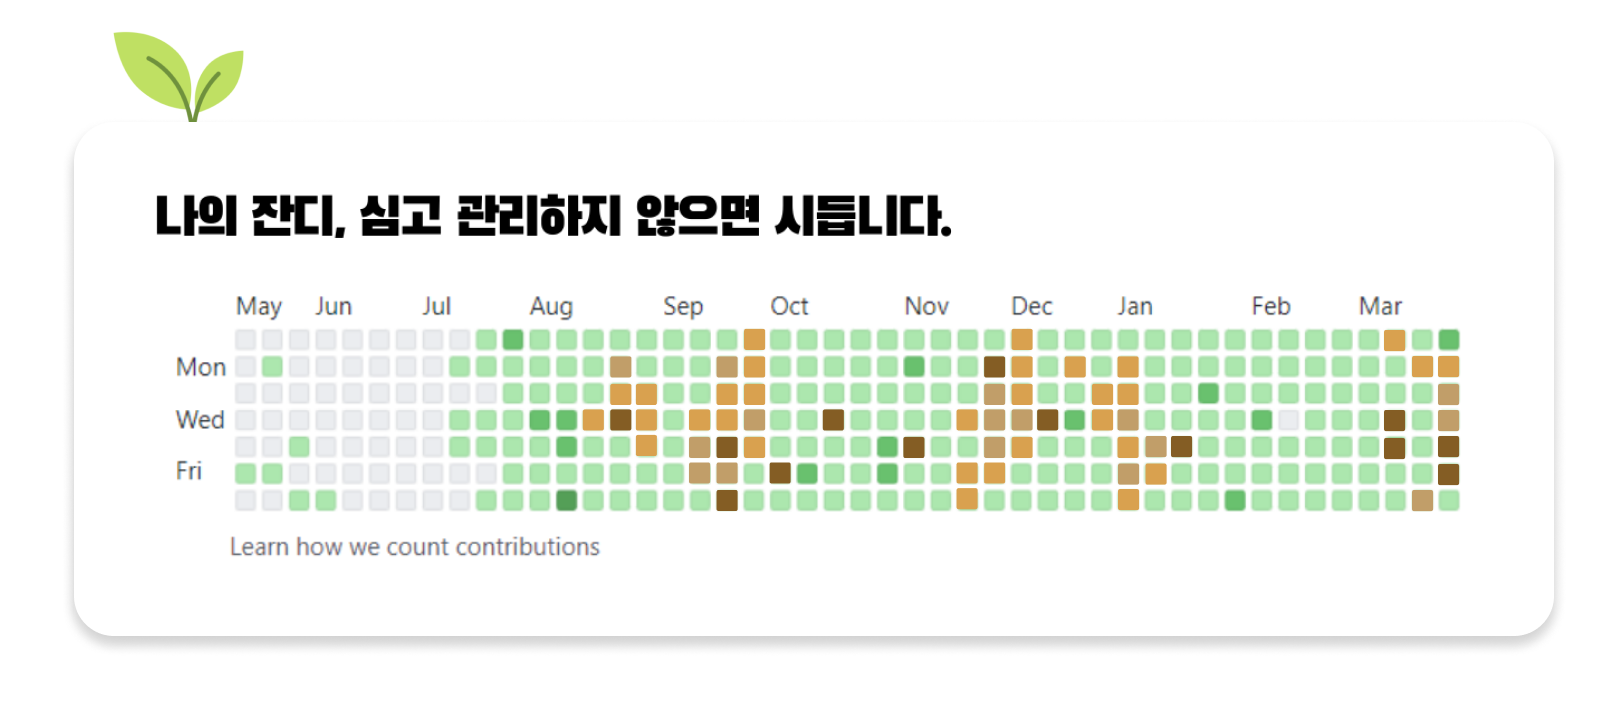 나의 잔디, 심고 관리하지 않으면 시듭니다.
May Jun Jul Aug Sep Oct Nov Dec Jan Feb Mar
Mon
Wed
Fri
Learn how we count contributions